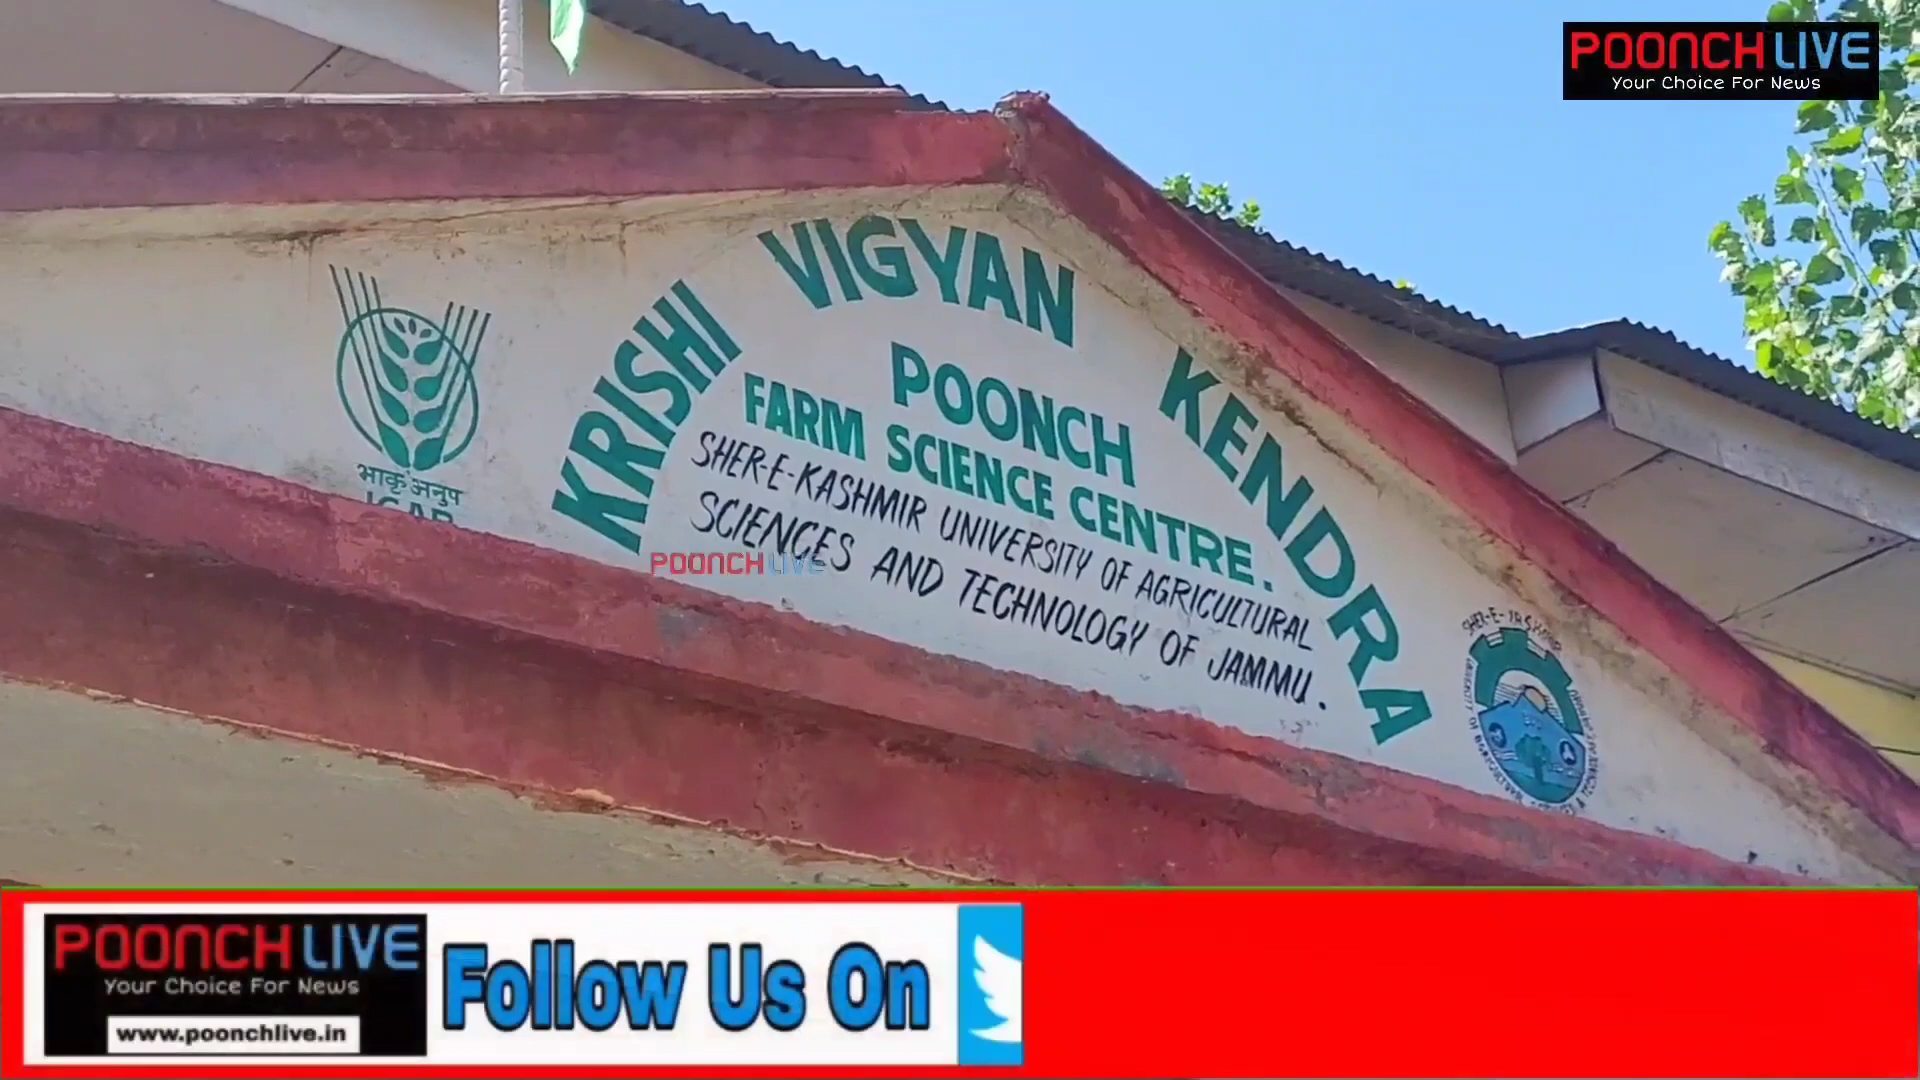 POONCH LIVE
Your Choice For News
KRISHI VIGYAN KENDRA
POONCH
FARM SCIENCE CENTRE.
SHER-E-KASHMIR UNIVERSITY OF AGRICULTURAL
SCIENCES AND TECHNOLOGY OF JAMMU.
भाकृअनुप
ICAR
POONCH LIVE
POONCH LIVE
Your Choice For News
www.poonchlive.in
Follow Us On